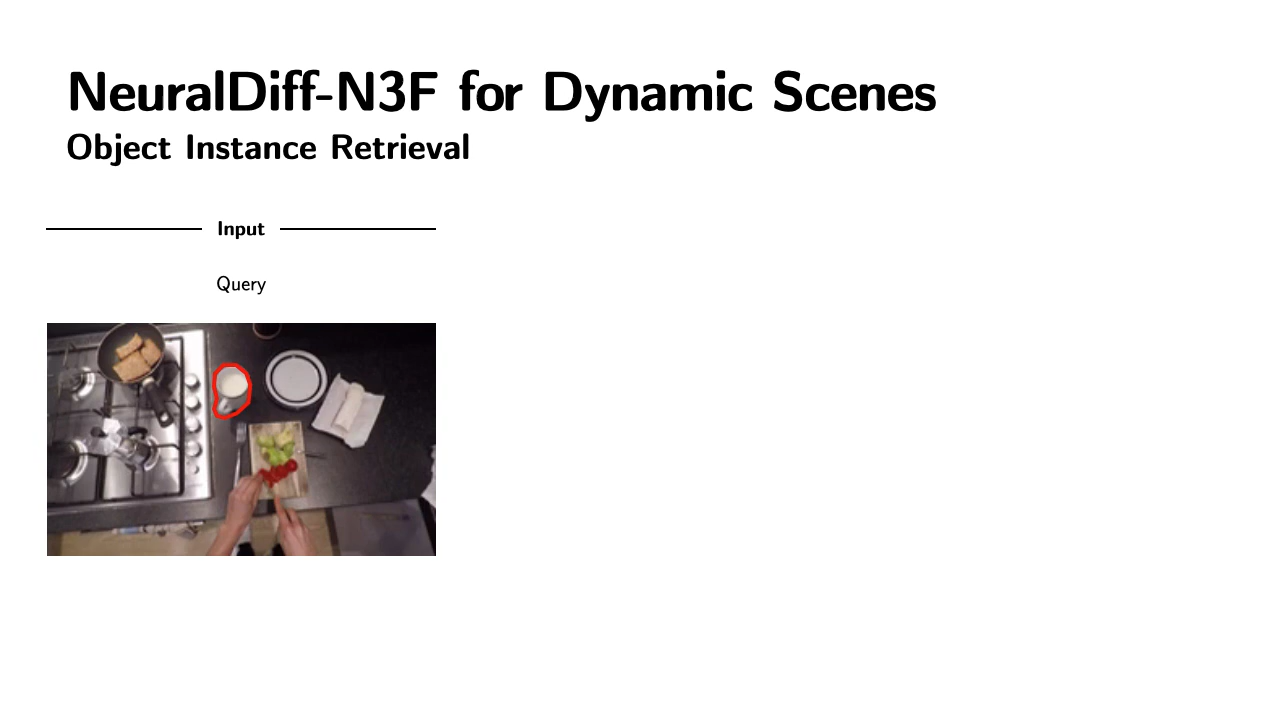 NeuralDiff-N3F for Dynamic Scenes
Object Instance Retrieval
Input
Query